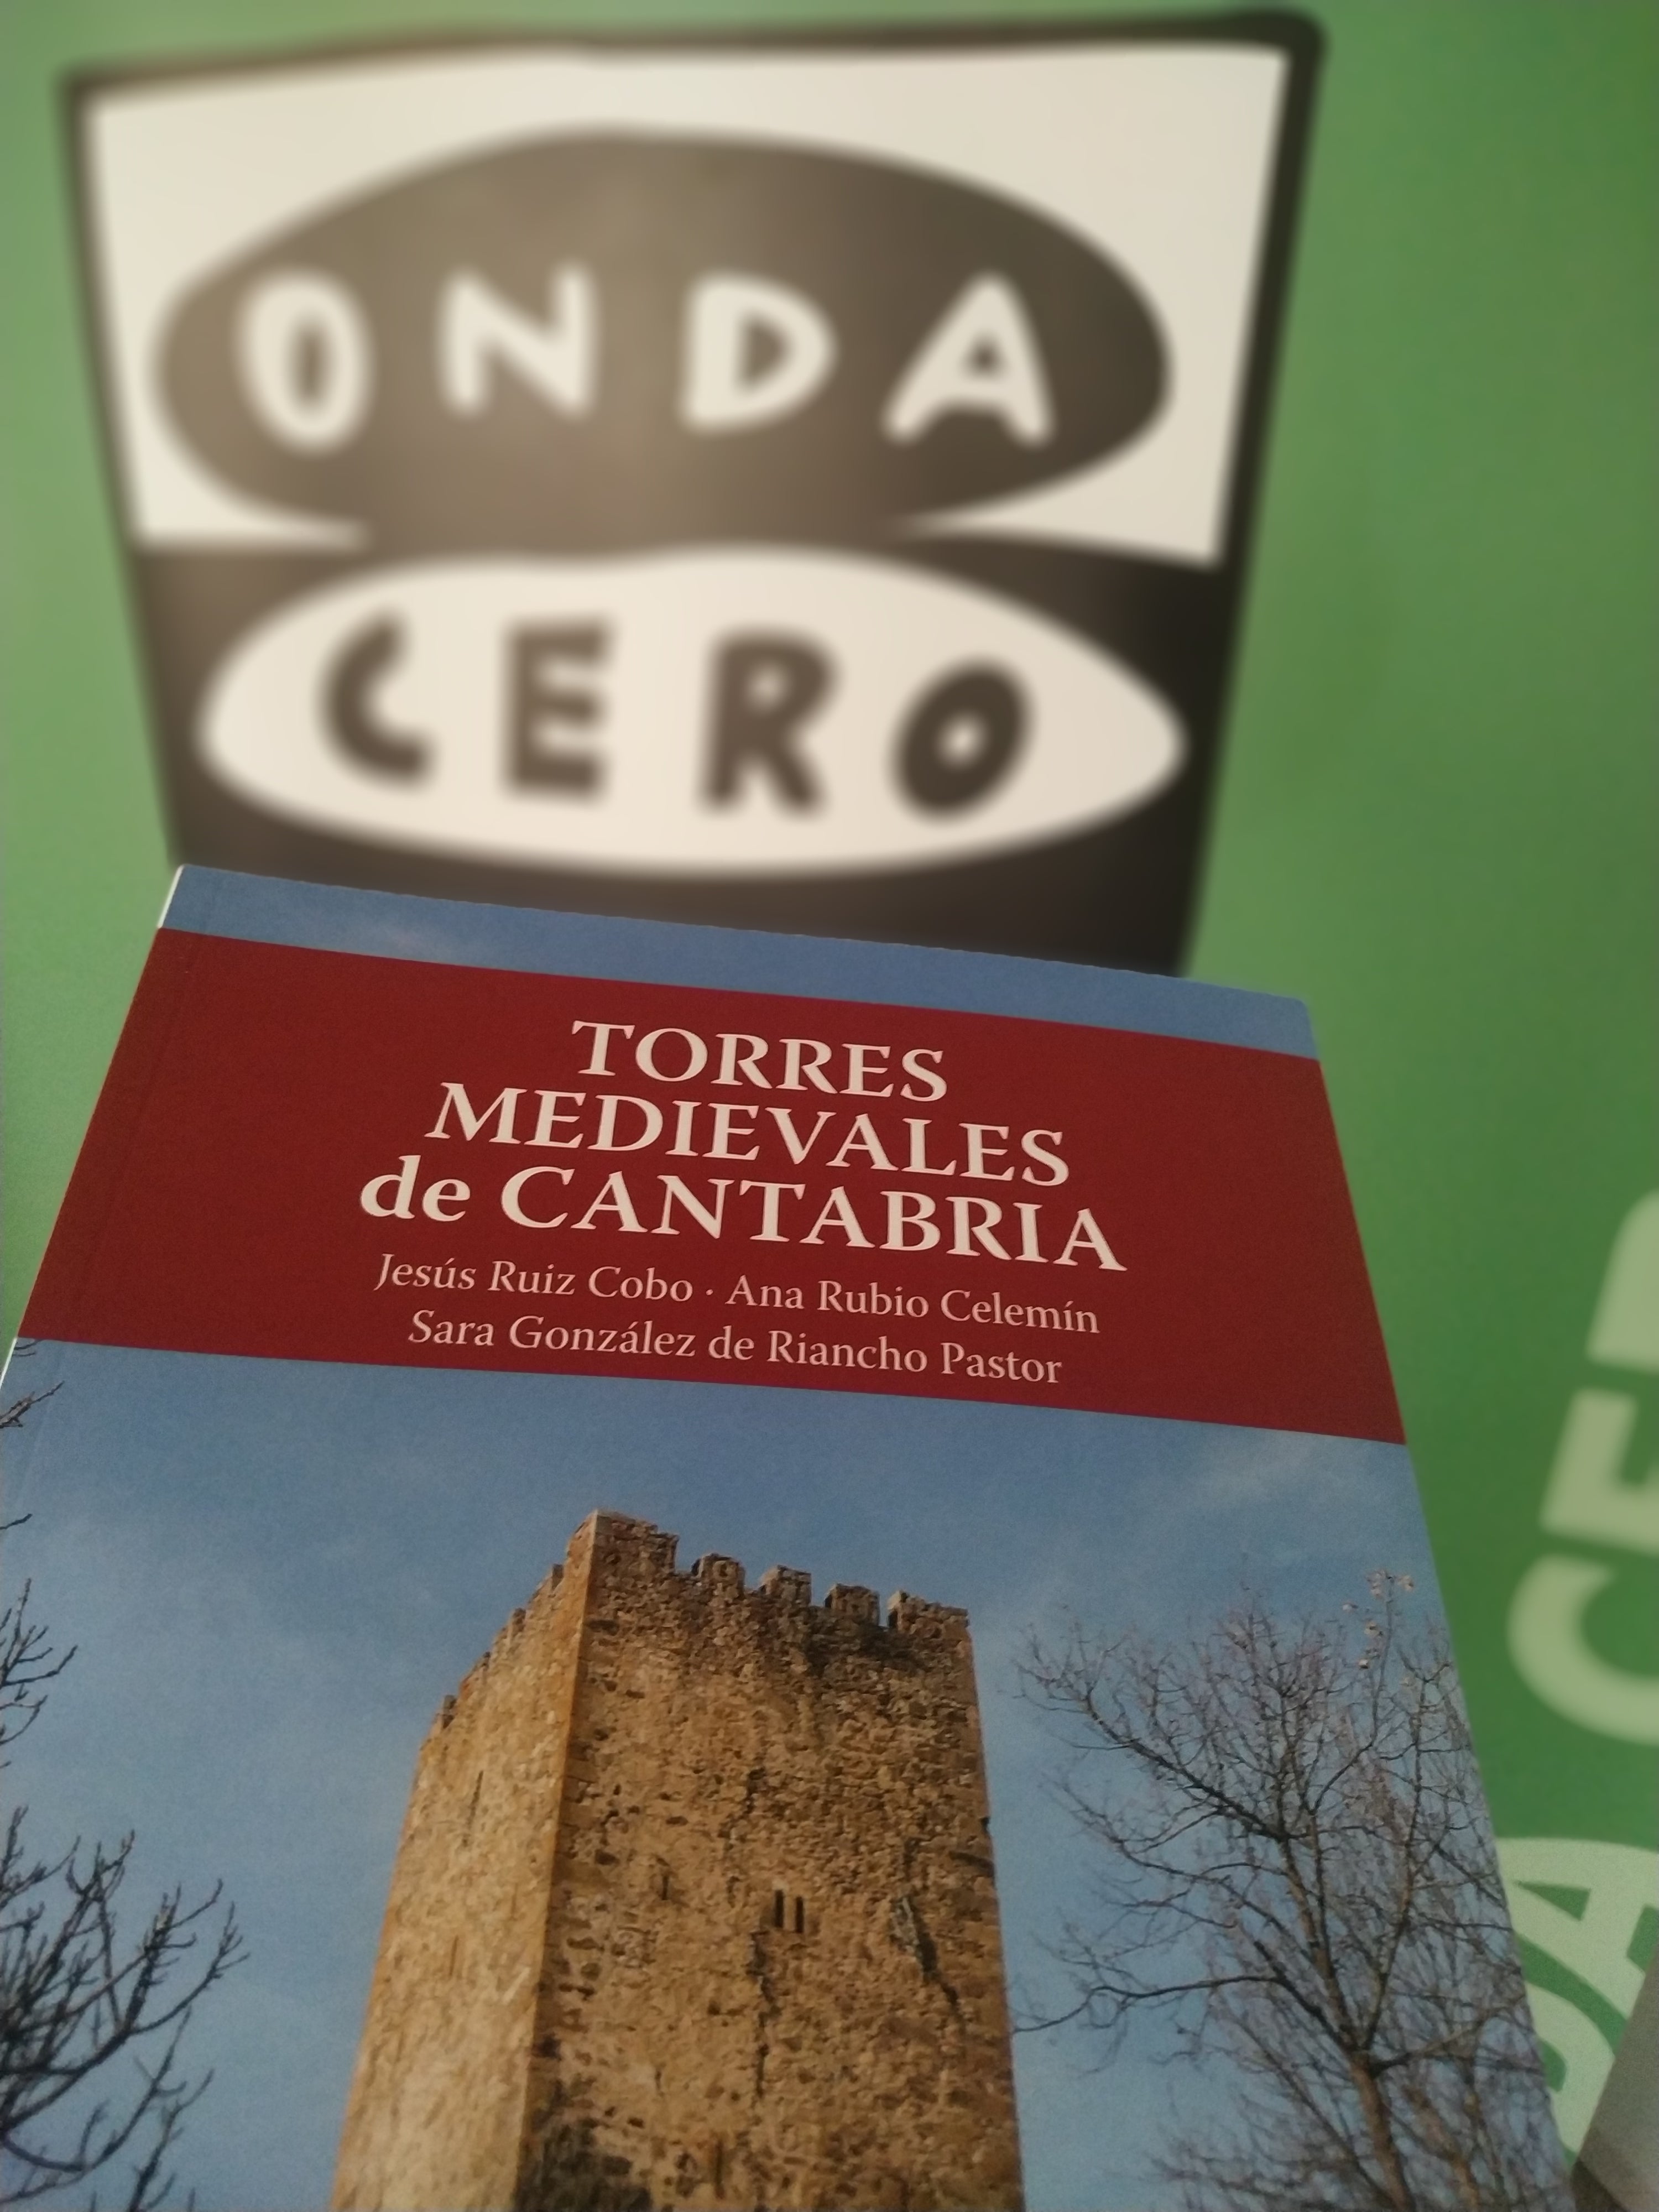 ONDA
CERO
TORRES
MEDIEVALES
de CANTABRIA
Jesús Ruiz Cobo · Ana Rubio Celemín
Sara González de Riancho Pastor